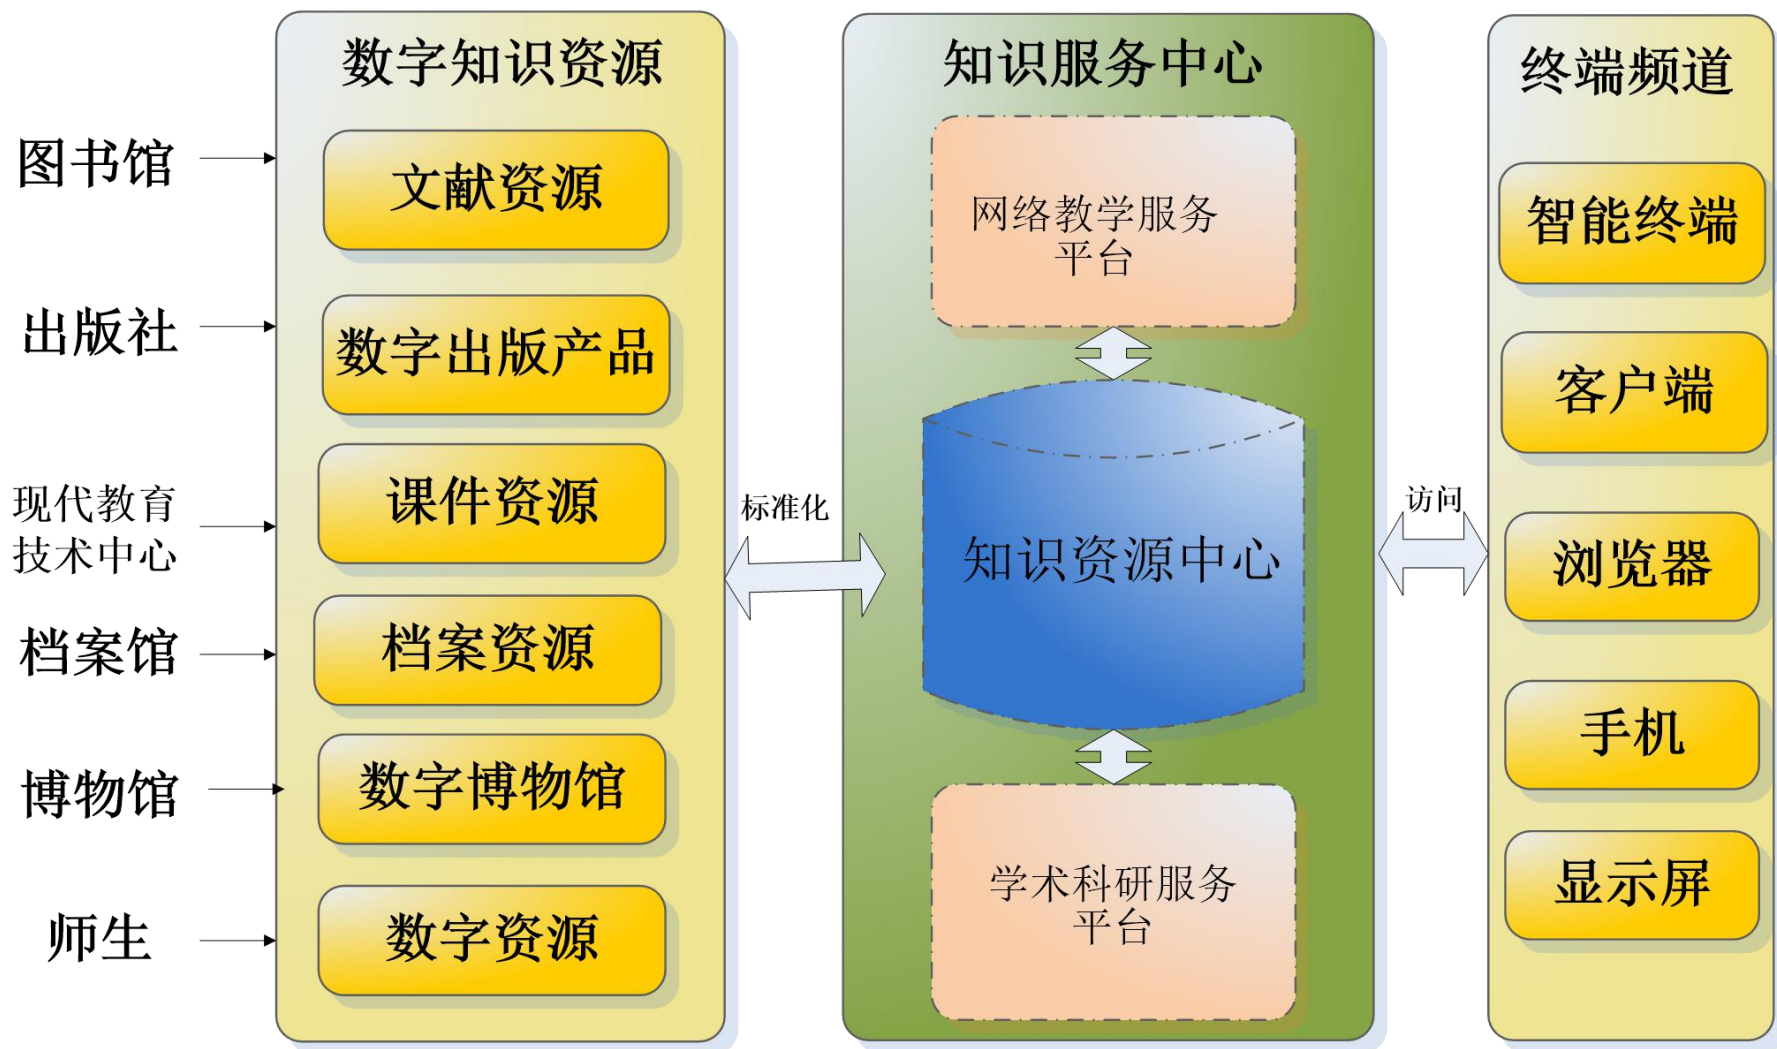 数字知识资源
知识服务中心
终端频道
图书馆
文献资源
出版社
数字出版产品
现代教育
技术中心
课件资源
档案馆
档案资源
博物馆
数字博物馆
师生
数字资源
标准化
网络教学服务
平台
知识资源中心
学术科研服务
平台
访问
智能终端
客户端
浏览器
手机
显示屏